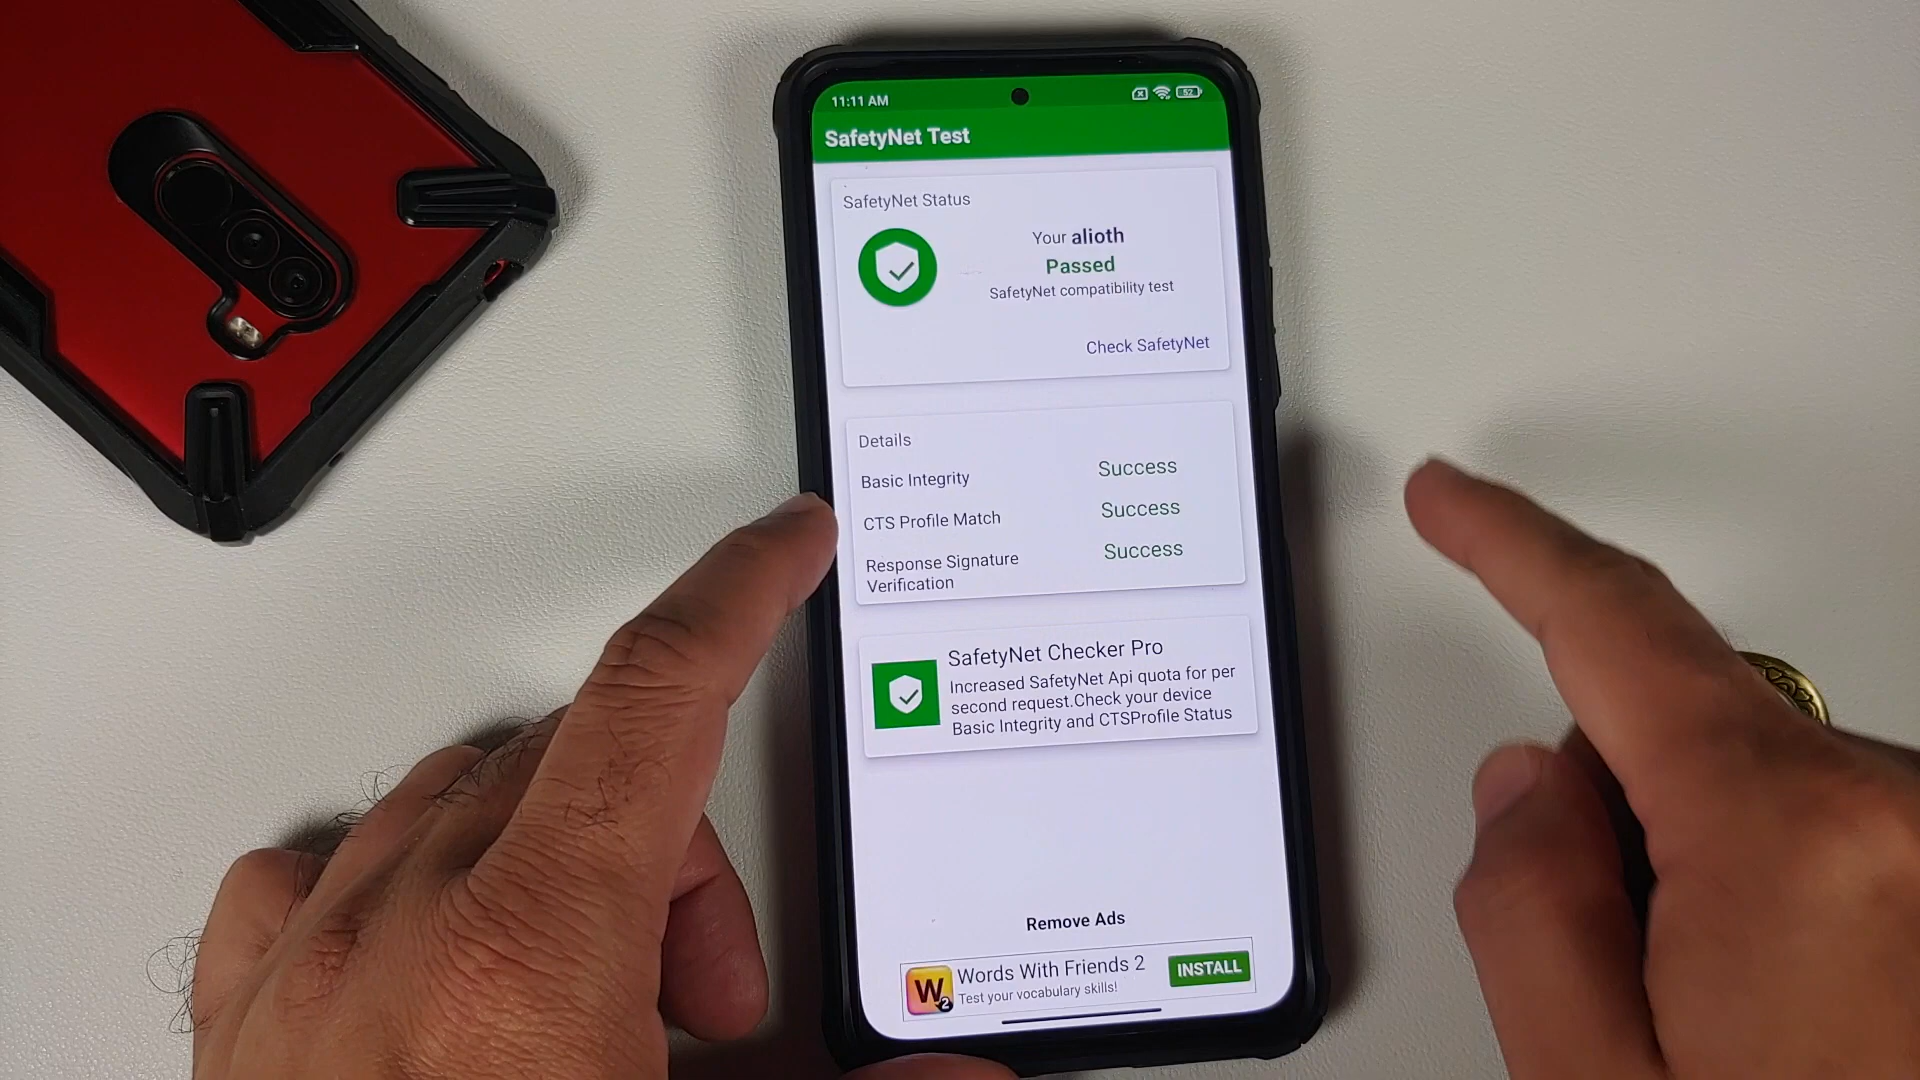 11:11 AM
52
SafetyNet Test
SafetyNet Status
Your alioth
Passed
SafetyNet compatibility test
Check SafetyNet
Details
Basic Integrity Success
CTS Profile Match Success
Response Signature Success
Verification
SafetyNet Checker Pro
Increased SafetyNet Api quota for per
second request.Check your device
Basic Integrity and CTSProfile Status
Remove Ads
W2
Words With Friends 2
Test your vocabulary skills!
INSTALL